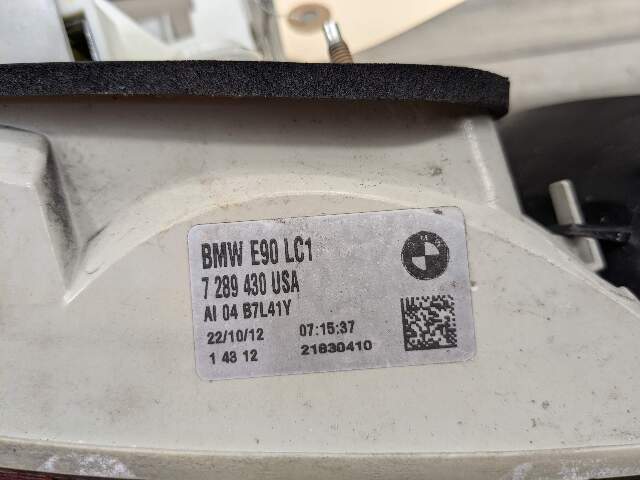 BMW E90 LC1
7 289 430 USA
AI 04 B7L41Y
22/10/12 07:15:37
1 43 12 21830410